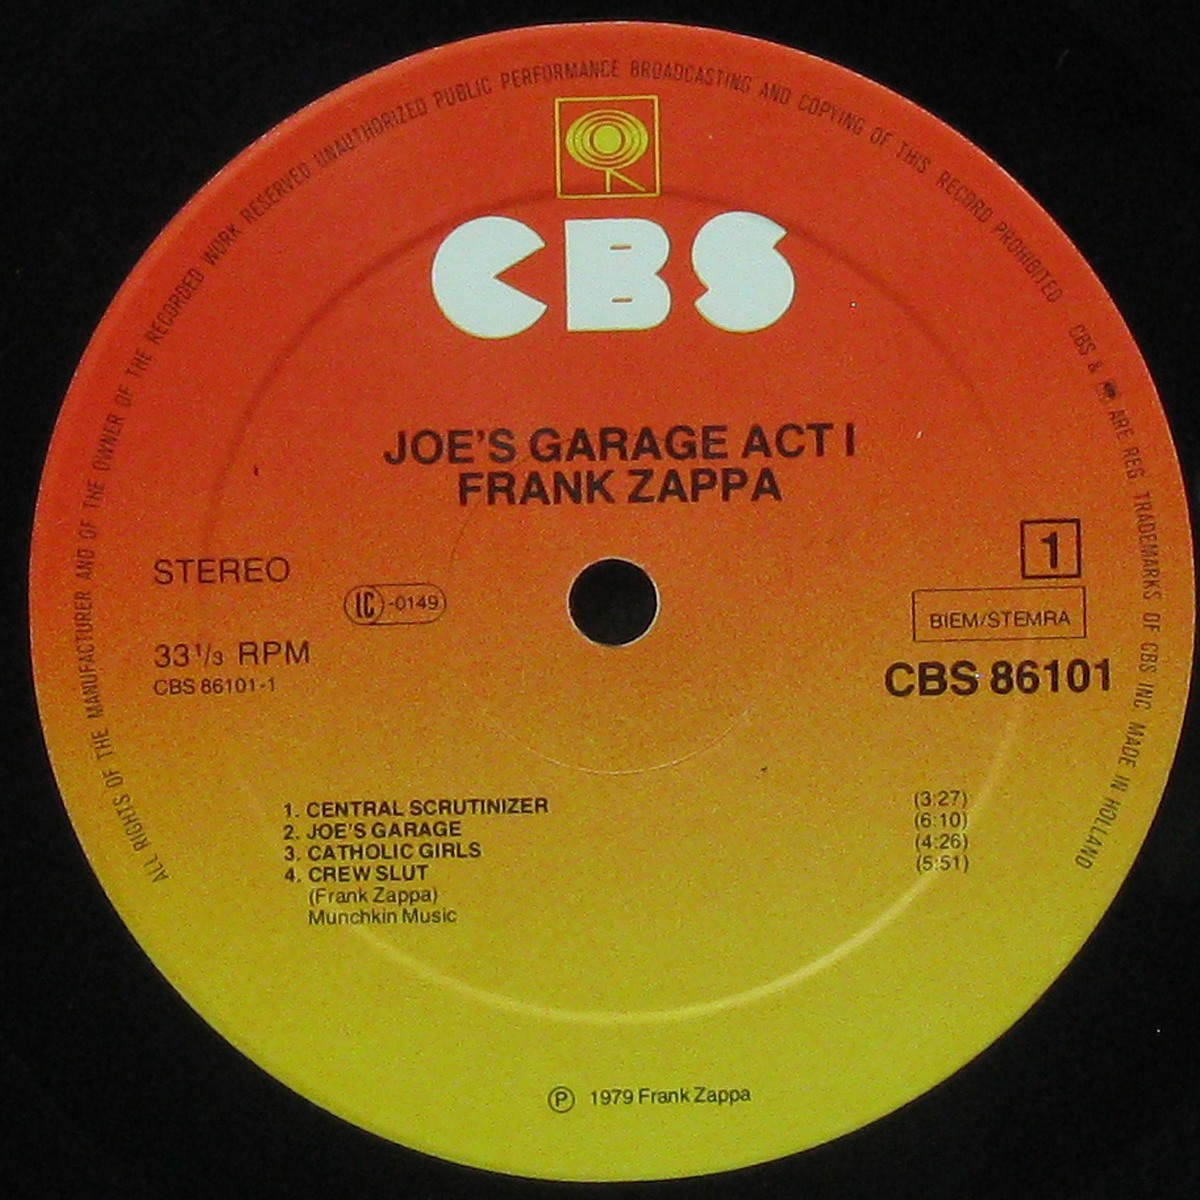 ALL RIGHTS OF THE MANUFACTURER AND OF THE OWNER OF THE RECORDED WORK RESERVED UNAUTHORIZED PUBLIC PERFORMANCE BROADCASTING AND COPYING OF THIS RECORD PROHIBITED CBS & ARE REG TRADEMARKS OF CBS INC MADE IN HOLLAND
CBS
JOE'S GARAGE ACT I
FRANK ZAPPA
STEREO
LC-0149
33 1/3 RPM
CBS 86101-1
1
BIEM/STEMRA
CBS 86101
1. CENTRAL SCRUTINIZER (3:27)
2. JOE'S GARAGE (6:10)
3. CATHOLIC GIRLS (4:26)
4. CREW SLUT (5:51)
(Frank Zappa)
Munchkin Music
Ⓟ 1979 Frank Zappa